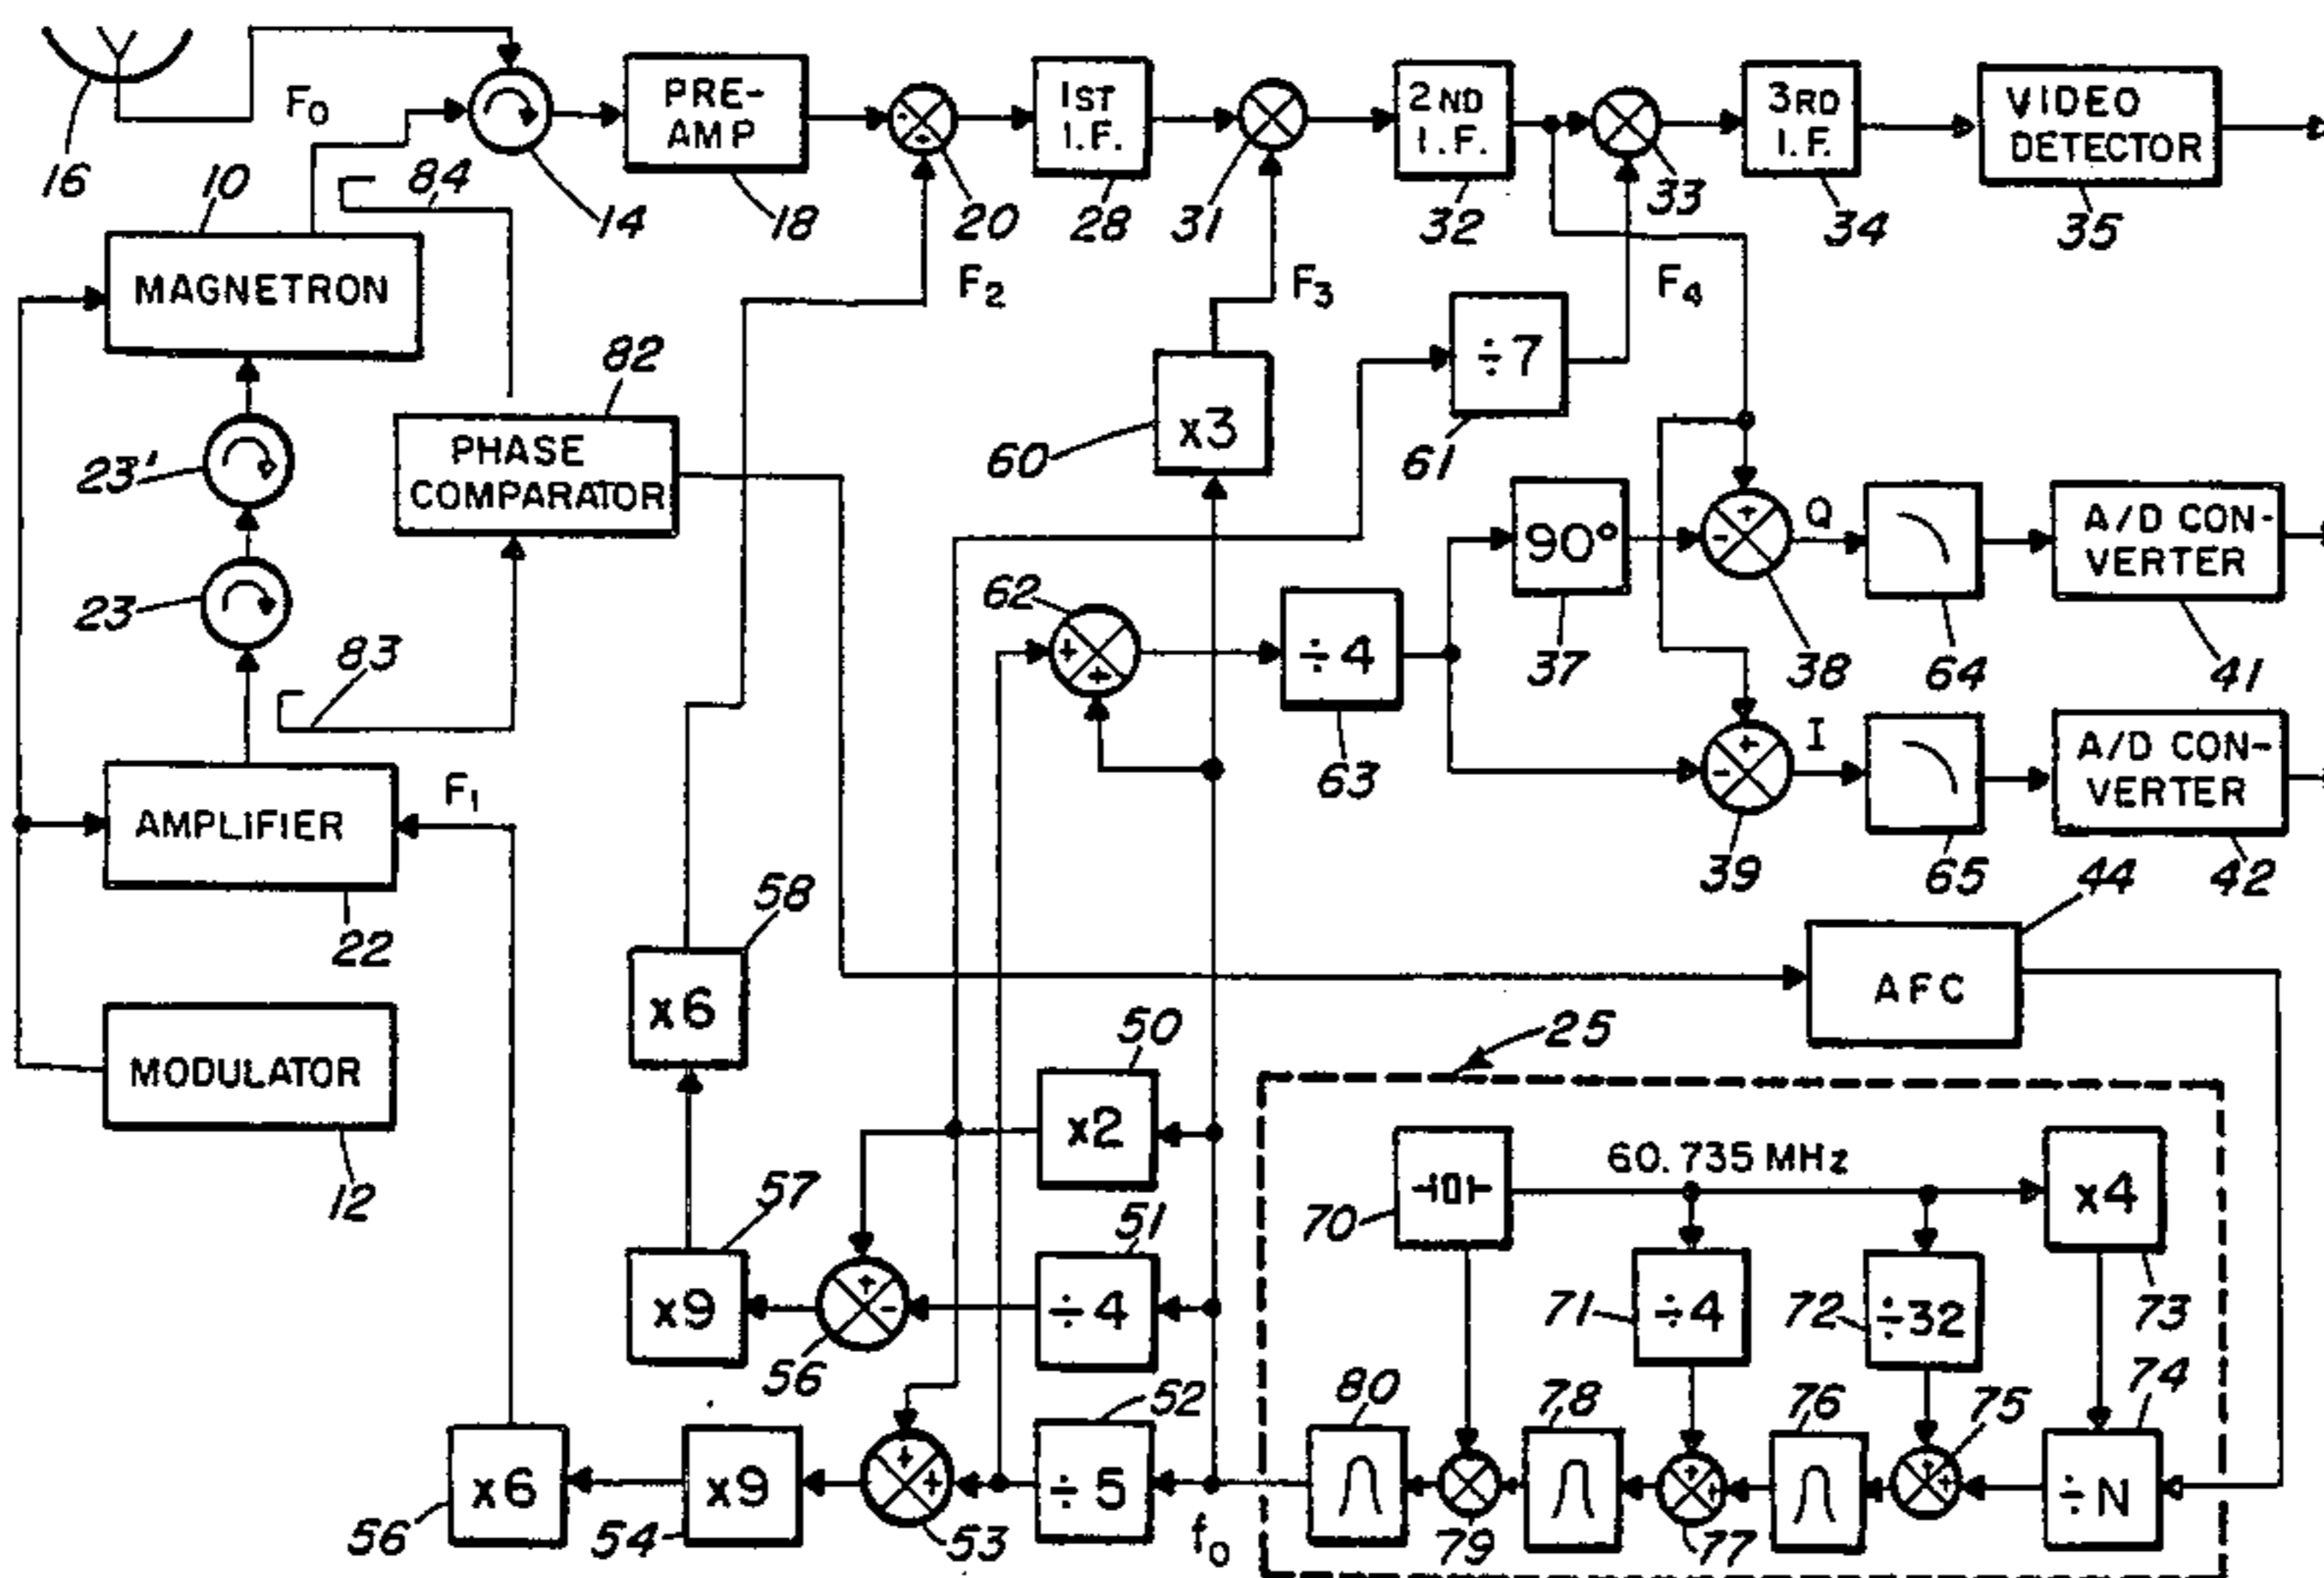 F0
PRE-
AMP
1ST
I.F.
2ND
I.F.
3RD
I.F.
VIDEO
DETECTOR
16
10
84
14
18
20
28
31
32
33
34
35
MAGNETRON
F2
F3
F4
÷7
82
x3
23'
PHASE
COMPARATOR
60
61
90°
Q
A/D CON-
VERTER
23
62
÷4
37
38
64
41
83
63
I
A/D CON-
VERTER
F1
AMPLIFIER
39
65
42
44
22
58
x6
AFC
50
25
MODULATOR
x2
60.735 MHz
x4
12
57
51
70
x9
÷4
71
÷4
72
÷32
73
56
80
52
78
76
75
74
x6
x9
÷5
÷N
56
54
53
f0
79
77